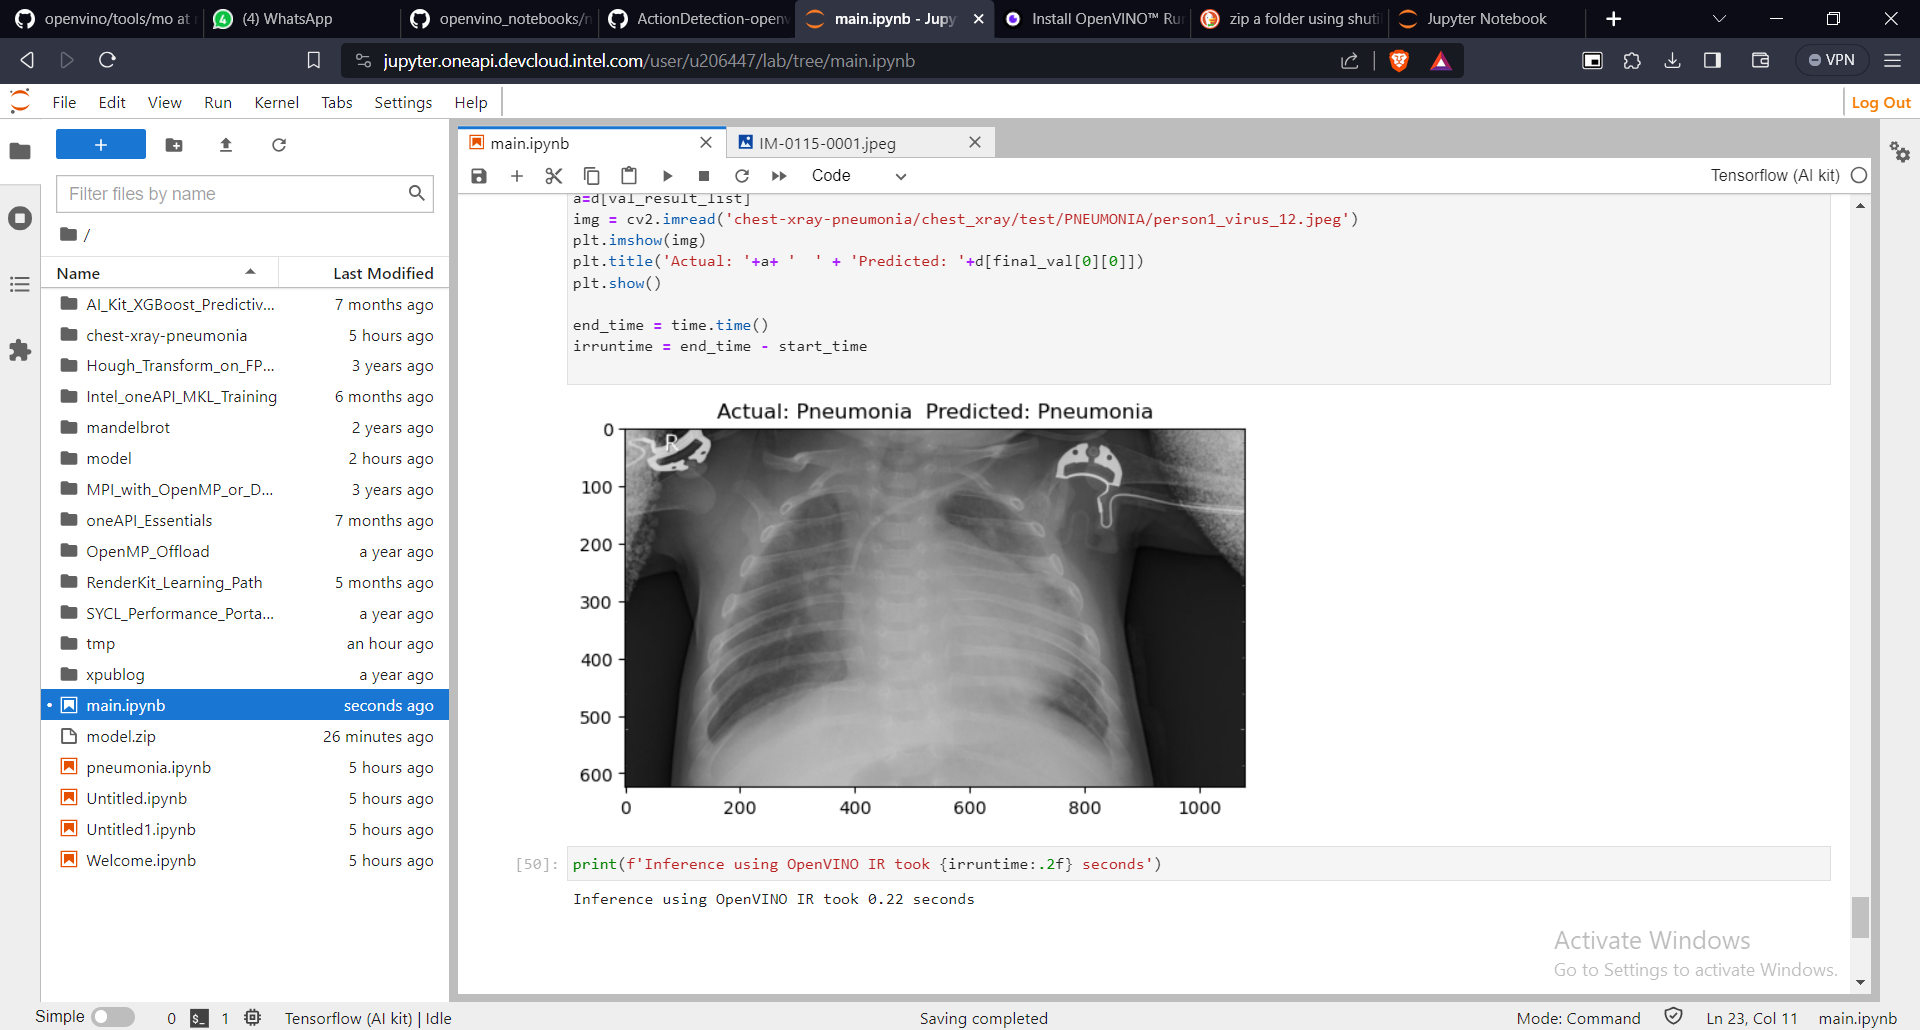 openvino/tools/mo at
(4) WhatsApp
openvino_notebooks/n
ActionDetection-openv
main.ipynb - Jupy
Install OpenVINO™ Ru
zip a folder using shuti
Jupyter Notebook
jupyter.oneapi.devcloud.intel.com/user/u206447/lab/tree/main.ipynb
VPN
File Edit View Run Kernel Tabs Settings Help
Log Out
main.ipynb
IM-0115-0001.jpeg
Code
Tensorflow (AI kit)
Filter files by name
/
Name Last Modified
AI_Kit_XGBoost_Predictiv... 7 months ago
chest-xray-pneumonia 5 hours ago
Hough_Transform_on_FP... 3 years ago
Intel_oneAPI_MKL_Training 6 months ago
mandelbrot 2 years ago
model 2 hours ago
MPI_with_OpenMP_or_D... 3 years ago
oneAPI_Essentials 7 months ago
OpenMP_Offload a year ago
RenderKit_Learning_Path 5 months ago
SYCL_Performance_Porta... a year ago
tmp an hour ago
xpublog a year ago
main.ipynb seconds ago
model.zip 26 minutes ago
pneumonia.ipynb 5 hours ago
Untitled.ipynb 5 hours ago
Untitled1.ipynb 5 hours ago
Welcome.ipynb 5 hours ago
a=d[val_result_list]
img = cv2.imread('chest-xray-pneumonia/chest_xray/test/PNEUMONIA/person1_virus_12.jpeg')
plt.imshow(img)
plt.title('Actual: '+a+ '  ' + 'Predicted: '+d[final_val[0][0]])
plt.show()
end_time = time.time()
irruntime = end_time - start_time
Actual: Pneumonia  Predicted: Pneumonia
R
0
100
200
300
400
500
600
0 200 400 600 800 1000
[50]: print(f'Inference using OpenVINO IR took {irruntime:.2f} seconds')
Inference using OpenVINO IR took 0.22 seconds
Activate Windows
Go to Settings to activate Windows.
Simple 0 $_ 1 Tensorflow (AI kit) | Idle Saving completed Mode: Command Ln 23, Col 11 main.ipynb